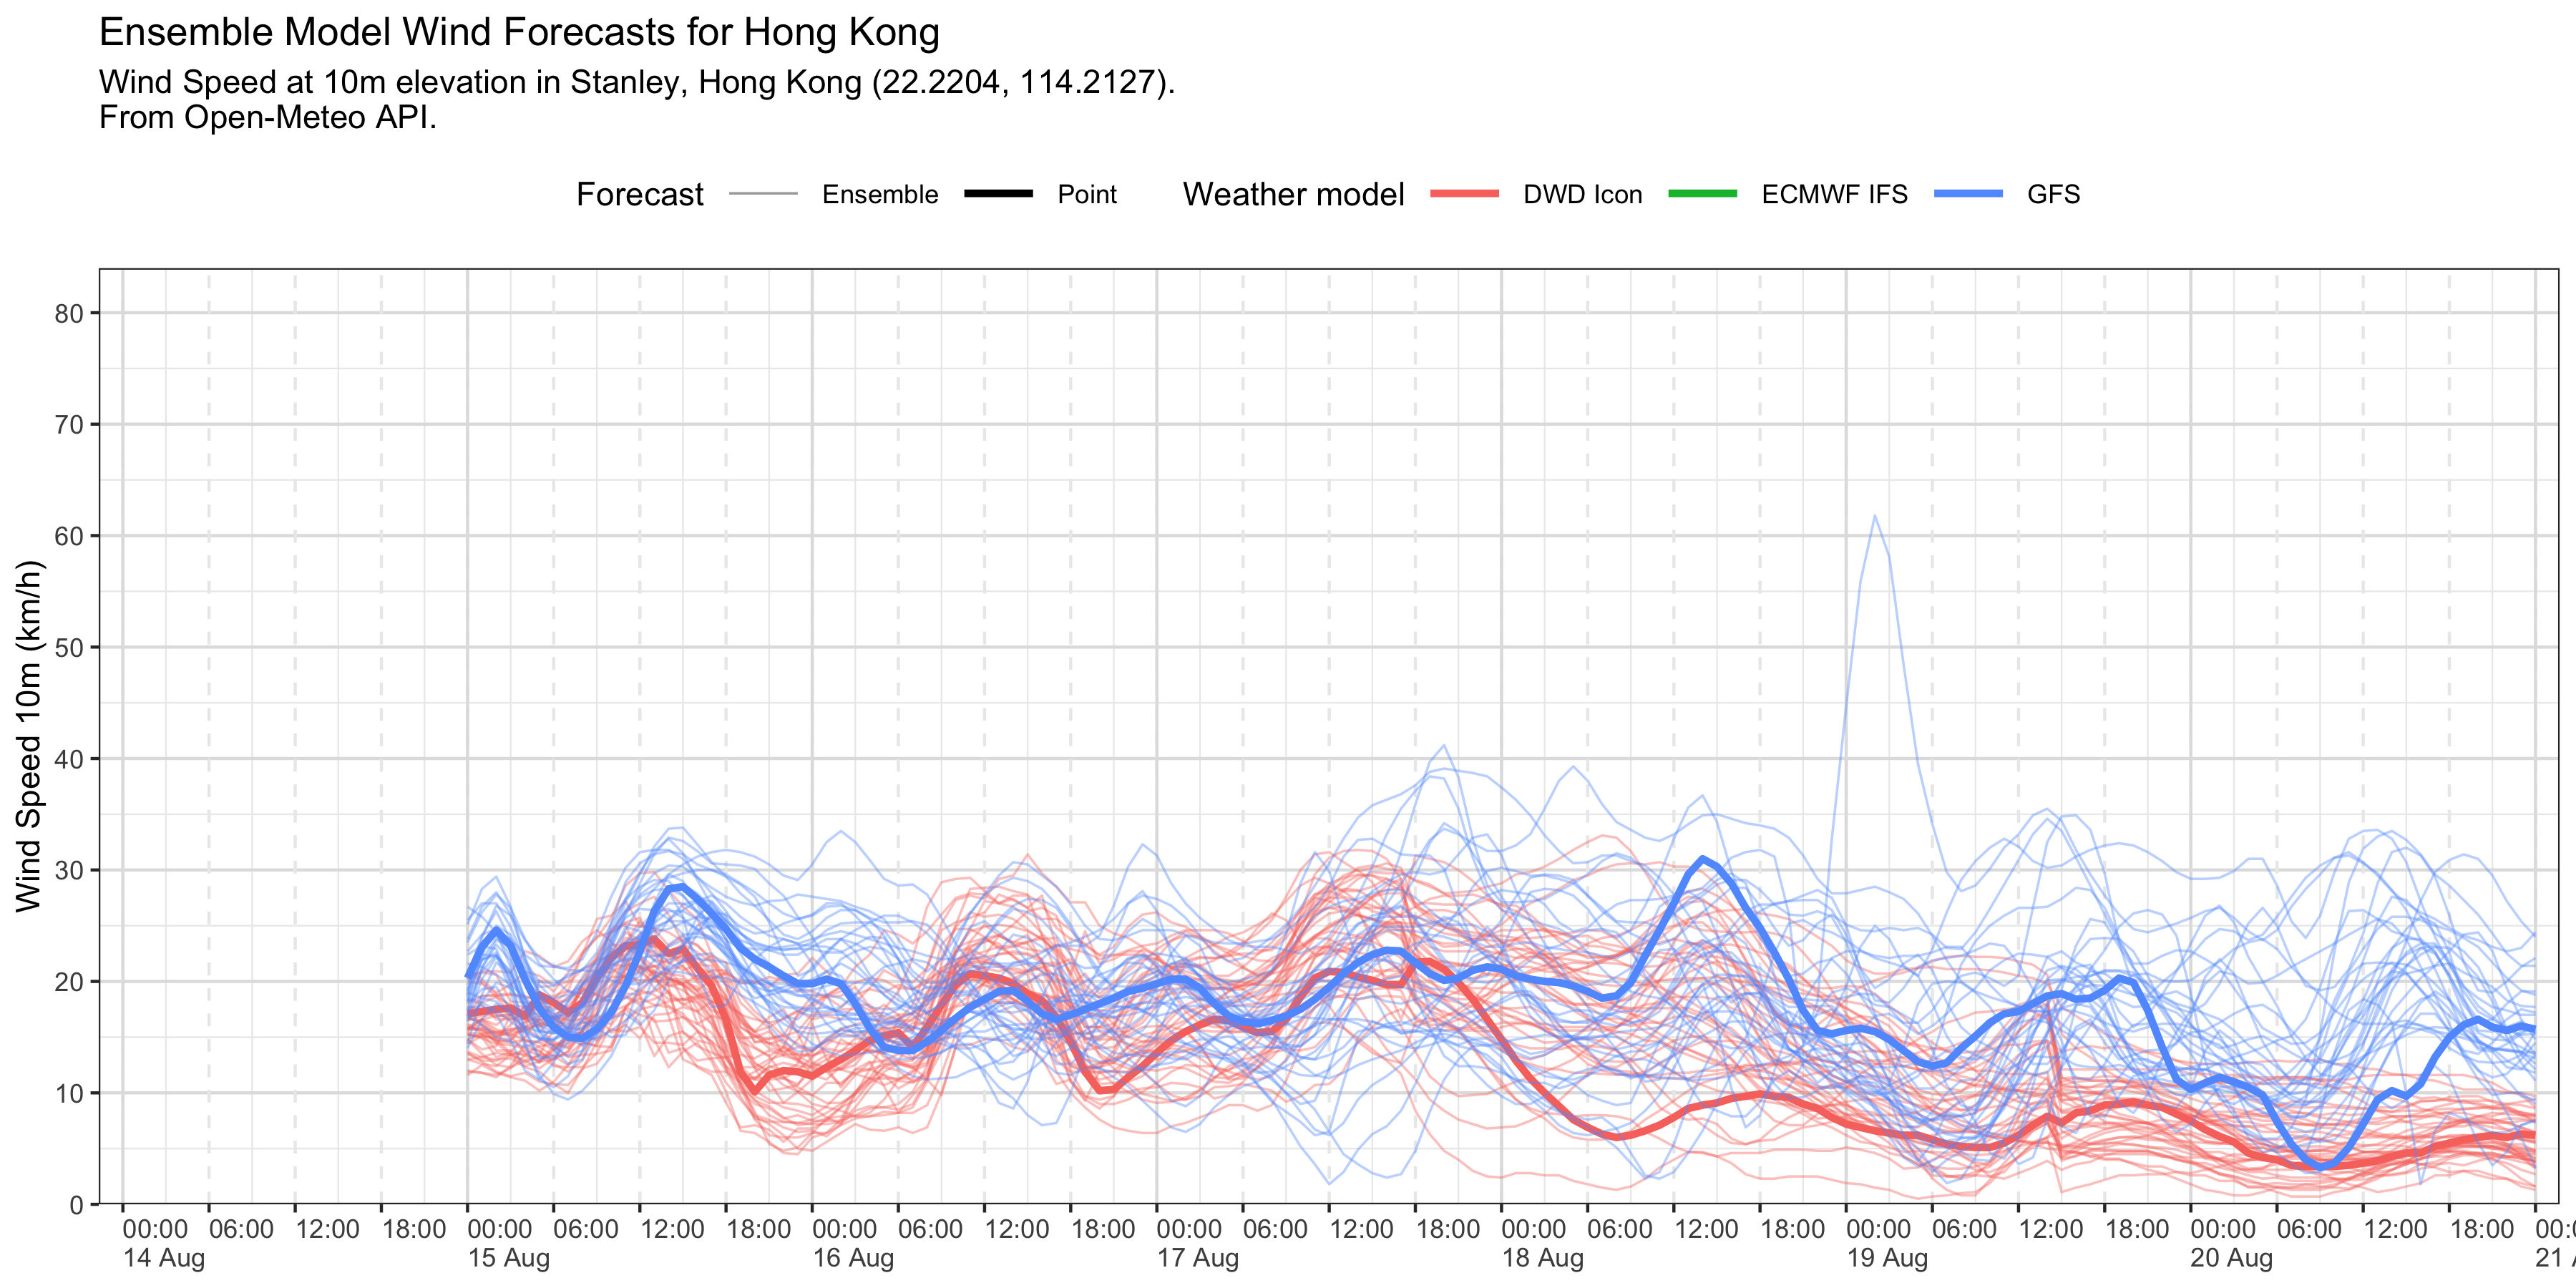 Ensemble Model Wind Forecasts for Hong Kong
Wind Speed at 10m elevation in Stanley, Hong Kong (22.2204, 114.2127).
From Open-Meteo API.
Forecast Ensemble Point Weather model DWD Icon ECMWF IFS GFS
Wind Speed 10m (km/h)
80
70
60
50
40
30
20
10
0
00:00 06:00 12:00 18:00 00:00 06:00 12:00 18:00 00:00 06:00 12:00 18:00 00:00 06:00 12:00 18:00 00:00 06:00 12:00 18:00 00:00 06:00 12:00 18:00 00:00 06:00 12:00 18:00
14 Aug 15 Aug 16 Aug 17 Aug 18 Aug 19 Aug 20 Aug 21